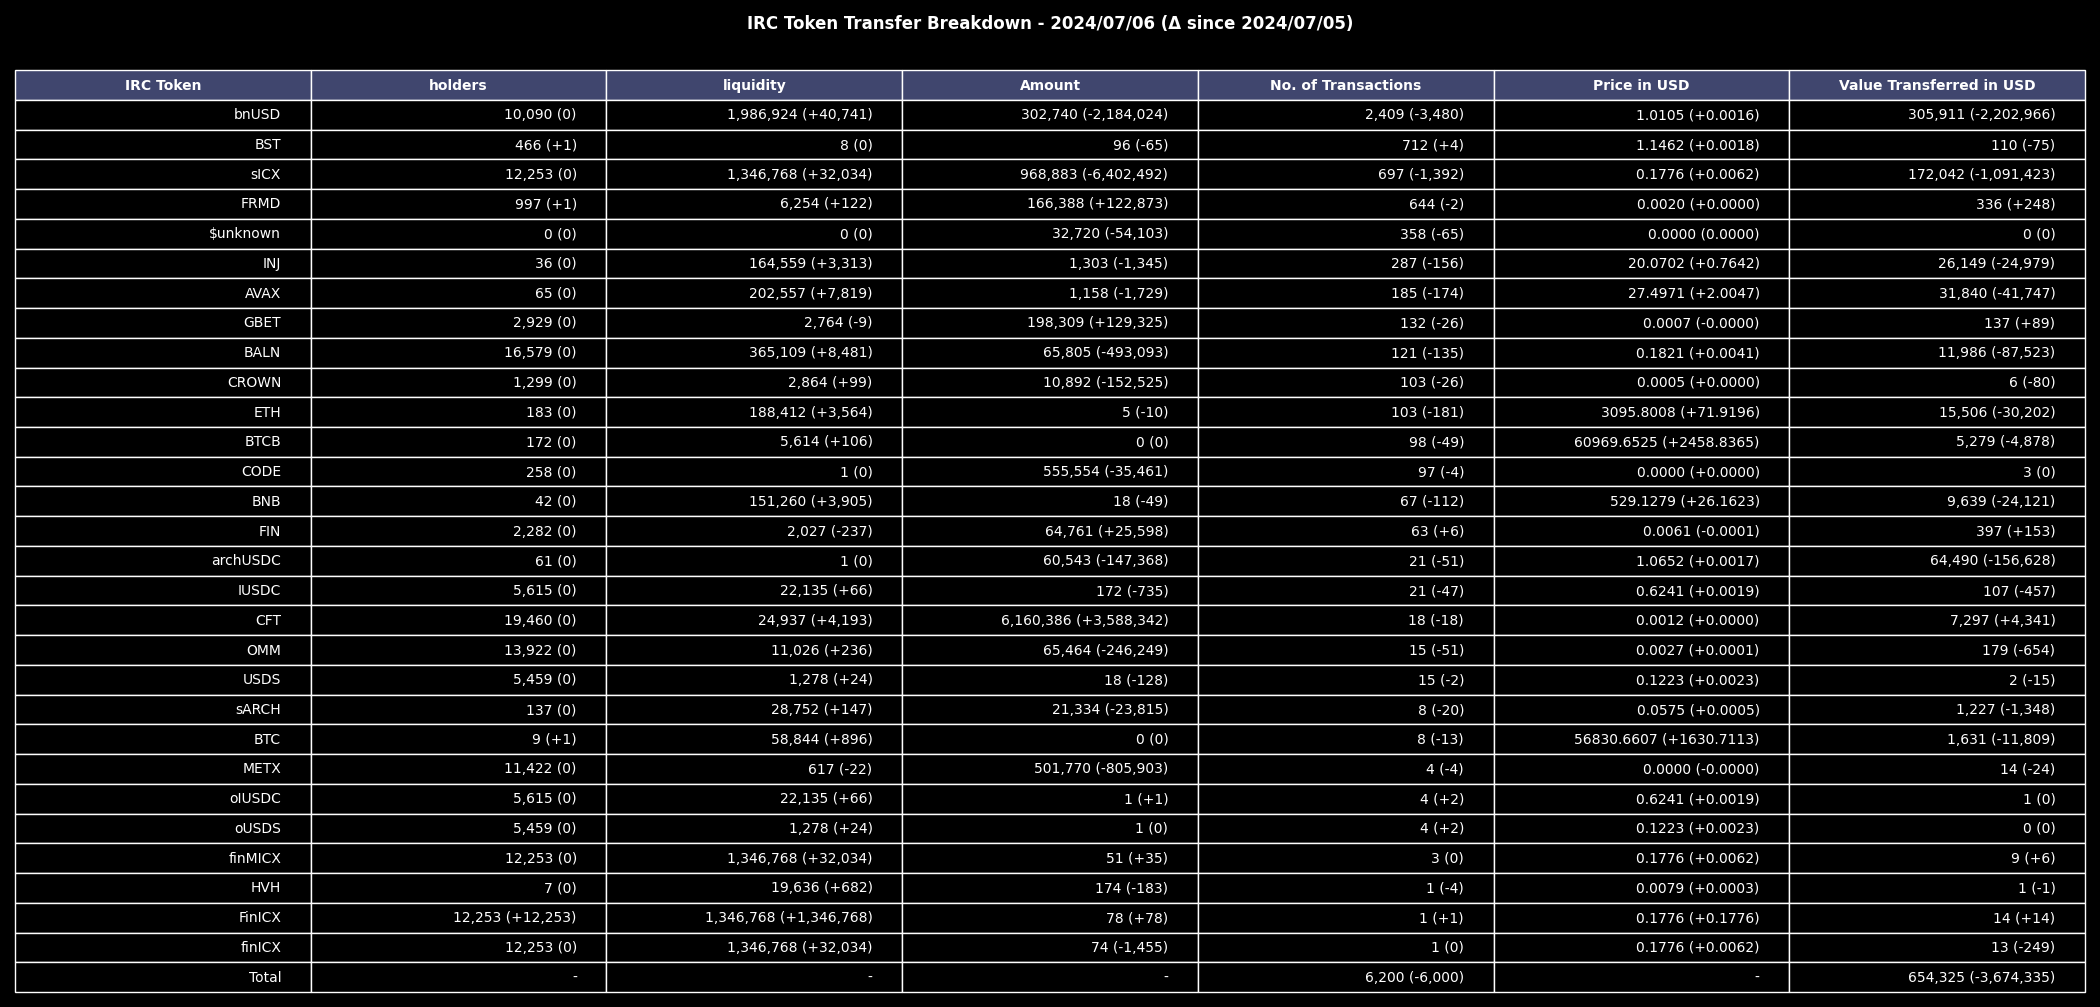 IRC Token Transfer Breakdown - 2024/07/06 (Δ since 2024/07/05)
IRC Token holders liquidity Amount No. of Transactions Price in USD Value Transferred in USD
bnUSD 10,090 (0) 1,986,924 (+40,741) 302,740 (-2,184,024) 2,409 (-3,480) 1.0105 (+0.0016) 305,911 (-2,202,966)
BST 466 (+1) 8 (0) 96 (-65) 712 (+4) 1.1462 (+0.0018) 110 (-75)
sICX 12,253 (0) 1,346,768 (+32,034) 968,883 (-6,402,492) 697 (-1,392) 0.1776 (+0.0062) 172,042 (-1,091,423)
FRMD 997 (+1) 6,254 (+122) 166,388 (+122,873) 644 (-2) 0.0020 (+0.0000) 336 (+248)
$unknown 0 (0) 0 (0) 32,720 (-54,103) 358 (-65) 0.0000 (0.0000) 0 (0)
INJ 36 (0) 164,559 (+3,313) 1,303 (-1,345) 287 (-156) 20.0702 (+0.7642) 26,149 (-24,979)
AVAX 65 (0) 202,557 (+7,819) 1,158 (-1,729) 185 (-174) 27.4971 (+2.0047) 31,840 (-41,747)
GBET 2,929 (0) 2,764 (-9) 198,309 (+129,325) 132 (-26) 0.0007 (-0.0000) 137 (+89)
BALN 16,579 (0) 365,109 (+8,481) 65,805 (-493,093) 121 (-135) 0.1821 (+0.0041) 11,986 (-87,523)
CROWN 1,299 (0) 2,864 (+99) 10,892 (-152,525) 103 (-26) 0.0005 (+0.0000) 6 (-80)
ETH 183 (0) 188,412 (+3,564) 5 (-10) 103 (-181) 3095.8008 (+71.9196) 15,506 (-30,202)
BTCB 172 (0) 5,614 (+106) 0 (0) 98 (-49) 60969.6525 (+2458.8365) 5,279 (-4,878)
CODE 258 (0) 1 (0) 555,554 (-35,461) 97 (-4) 0.0000 (+0.0000) 3 (0)
BNB 42 (0) 151,260 (+3,905) 18 (-49) 67 (-112) 529.1279 (+26.1623) 9,639 (-24,121)
FIN 2,282 (0) 2,027 (-237) 64,761 (+25,598) 63 (+6) 0.0061 (-0.0001) 397 (+153)
archUSDC 61 (0) 1 (0) 60,543 (-147,368) 21 (-51) 1.0652 (+0.0017) 64,490 (-156,628)
IUSDC 5,615 (0) 22,135 (+66) 172 (-735) 21 (-47) 0.6241 (+0.0019) 107 (-457)
CFT 19,460 (0) 24,937 (+4,193) 6,160,386 (+3,588,342) 18 (-18) 0.0012 (+0.0000) 7,297 (+4,341)
OMM 13,922 (0) 11,026 (+236) 65,464 (-246,249) 15 (-51) 0.0027 (+0.0001) 179 (-654)
USDS 5,459 (0) 1,278 (+24) 18 (-128) 15 (-2) 0.1223 (+0.0023) 2 (-15)
sARCH 137 (0) 28,752 (+147) 21,334 (-23,815) 8 (-20) 0.0575 (+0.0005) 1,227 (-1,348)
BTC 9 (+1) 58,844 (+896) 0 (0) 8 (-13) 56830.6607 (+1630.7113) 1,631 (-11,809)
METX 11,422 (0) 617 (-22) 501,770 (-805,903) 4 (-4) 0.0000 (-0.0000) 14 (-24)
oIUSDC 5,615 (0) 22,135 (+66) 1 (+1) 4 (+2) 0.6241 (+0.0019) 1 (0)
oUSDS 5,459 (0) 1,278 (+24) 1 (0) 4 (+2) 0.1223 (+0.0023) 0 (0)
finMICX 12,253 (0) 1,346,768 (+32,034) 51 (+35) 3 (0) 0.1776 (+0.0062) 9 (+6)
HVH 7 (0) 19,636 (+682) 174 (-183) 1 (-4) 0.0079 (+0.0003) 1 (-1)
FinICX 12,253 (+12,253) 1,346,768 (+1,346,768) 78 (+78) 1 (+1) 0.1776 (+0.1776) 14 (+14)
finICX 12,253 (0) 1,346,768 (+32,034) 74 (-1,455) 1 (0) 0.1776 (+0.0062) 13 (-249)
Total - - - 6,200 (-6,000) - 654,325 (-3,674,335)